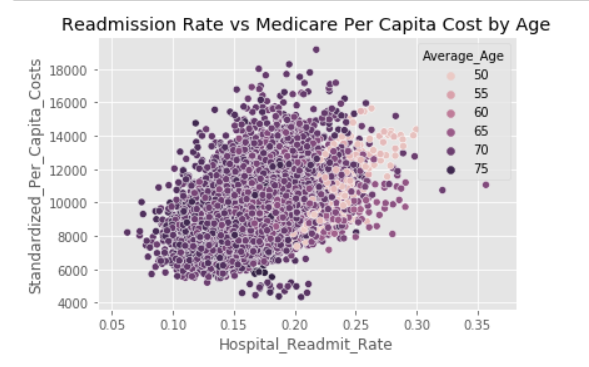 Readmission Rate vs Medicare Per Capita Cost by Age
Average_Age
50
55
60
65
70
75
18000
16000
14000
12000
10000
8000
6000
4000
Standardized_Per_Capita_Costs
0.05 0.10 0.15 0.20 0.25 0.30 0.35
Hospital_Readmit_Rate